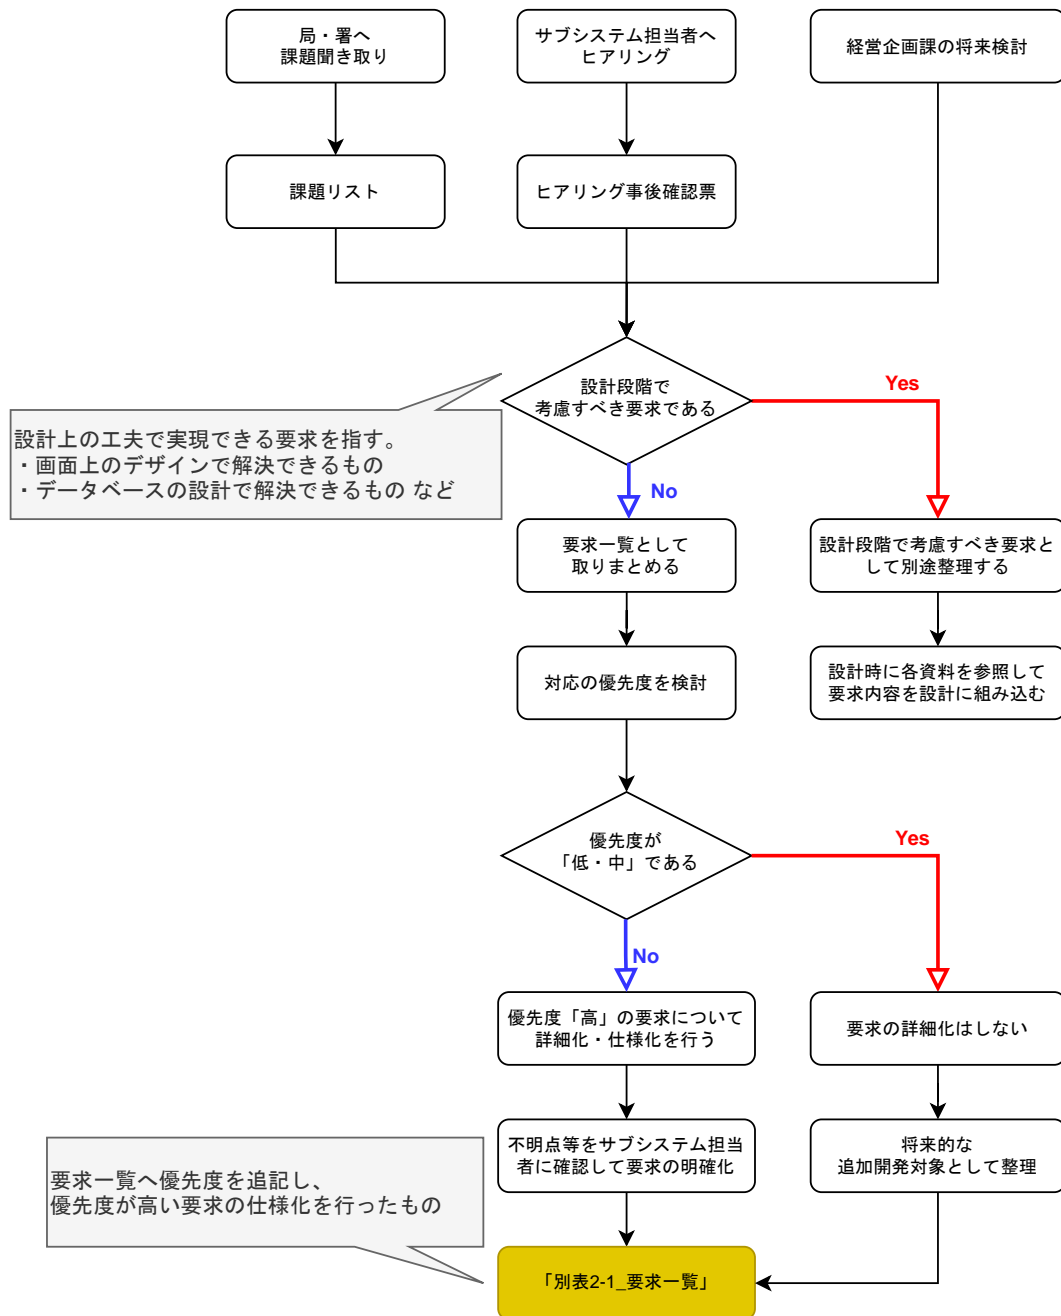 局・署へ
課題聞き取り
サブシステム担当者へ
ヒアリング
経営企画課の将来検討
課題リスト
ヒアリング事後確認票
設計段階で
考慮すべき要求である
Yes
設計上の工夫で実現できる要求を指す。
・画面上のデザインで解決できるもの
・データベースの設計で解決できるもの など
No
要求一覧として
取りまとめる
設計段階で考慮すべき要求と
して別途整理する
対応の優先度を検討
設計時に各資料を参照して
要求内容を設計に組み込む
優先度が
「低・中」である
Yes
No
優先度「高」の要求について
詳細化・仕様化を行う
要求の詳細化はしない
不明点等をサブシステム担当
者に確認して要求の明確化
将来的な
追加開発対象として整理
要求一覧へ優先度を追記し、
優先度が高い要求の仕様化を行ったもの
「別表2-1_要求一覧」